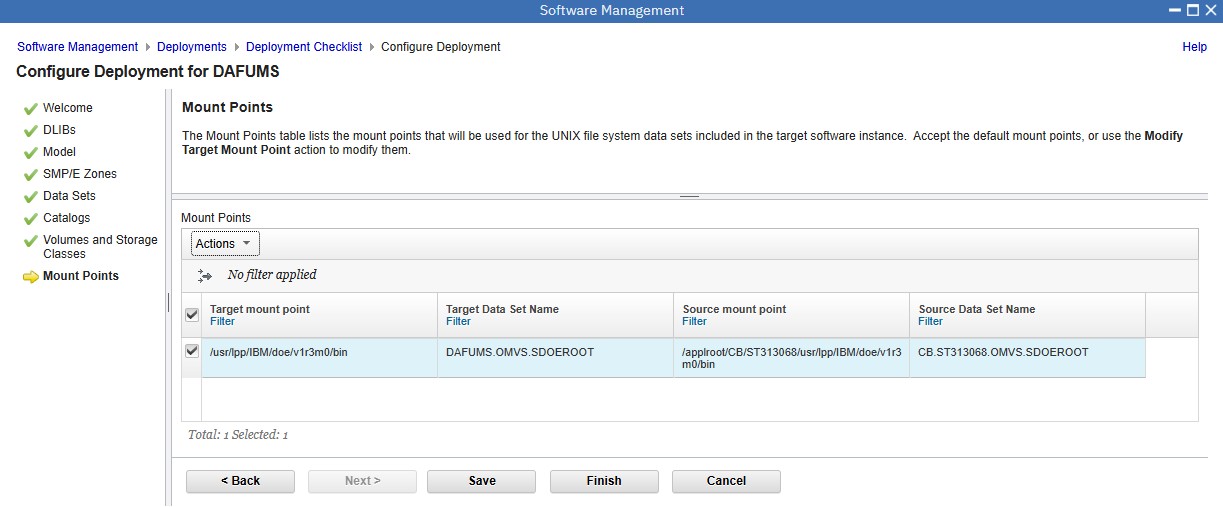 Software Management
Software Management Deployments Deployment Checklist Configure Deployment Help
Configure Deployment for DAFUMS
Welcome
DLIBs
Model
SMP/E Zones
Data Sets
Catalogs
Volumes and Storage
Classes
Mount Points
Mount Points
The Mount Points table lists the mount points that will be used for the UNIX file system data sets included in the target software instance. Accept the default mount points, or use the Modify
Target Mount Point action to modify them.
Mount Points
Actions
No filter applied
Target mount point Target Data Set Name Source mount point Source Data Set Name
Filter Filter Filter Filter
/usr/lpp/IBM/doe/v1r3m0/bin DAFUMS.OMVS.SDOEROOT /applroot/CB/ST313068/usr/lpp/IBM/doe/v1r3 CB.ST313068.OMVS.SDOEROOT
m0/bin
Total: 1 Selected: 1
< Back Next > Save Finish Cancel